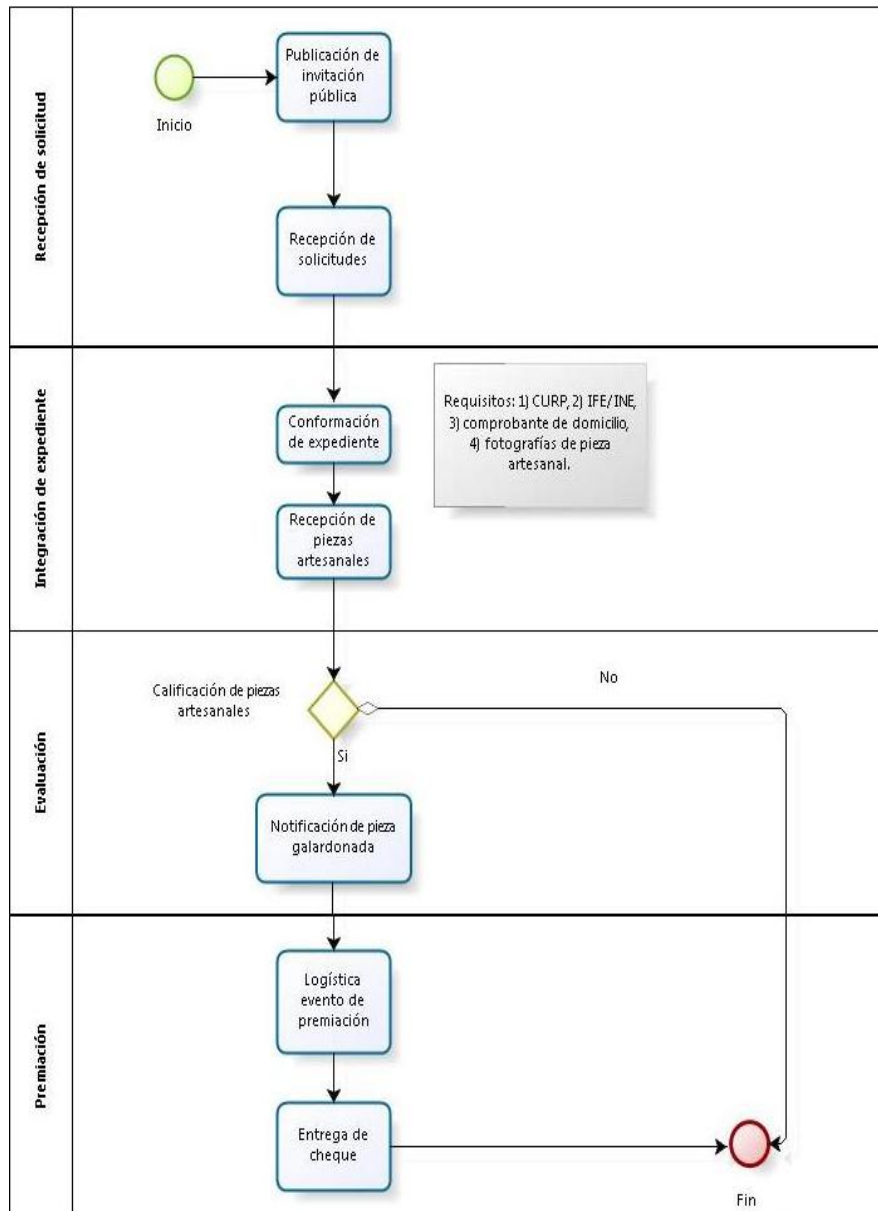 Recepción de solicitud
Publicación de
invitación
pública
Inicio
Recepción de
solicitudes
Integración de expediente
Conformación
de expediente
Requisitos: 1) CURP, 2) IFE/INE,
3) comprobante de domicilio,
4) fotografías de pieza
artesanal.
Recepción de
piezas
artesanales
Evaluación
Calificación de piezas
artesanales
No
Si
Notificación de pieza
galardonada
Premiación
Logística
evento de
premiación
Entrega de
cheque
Fin